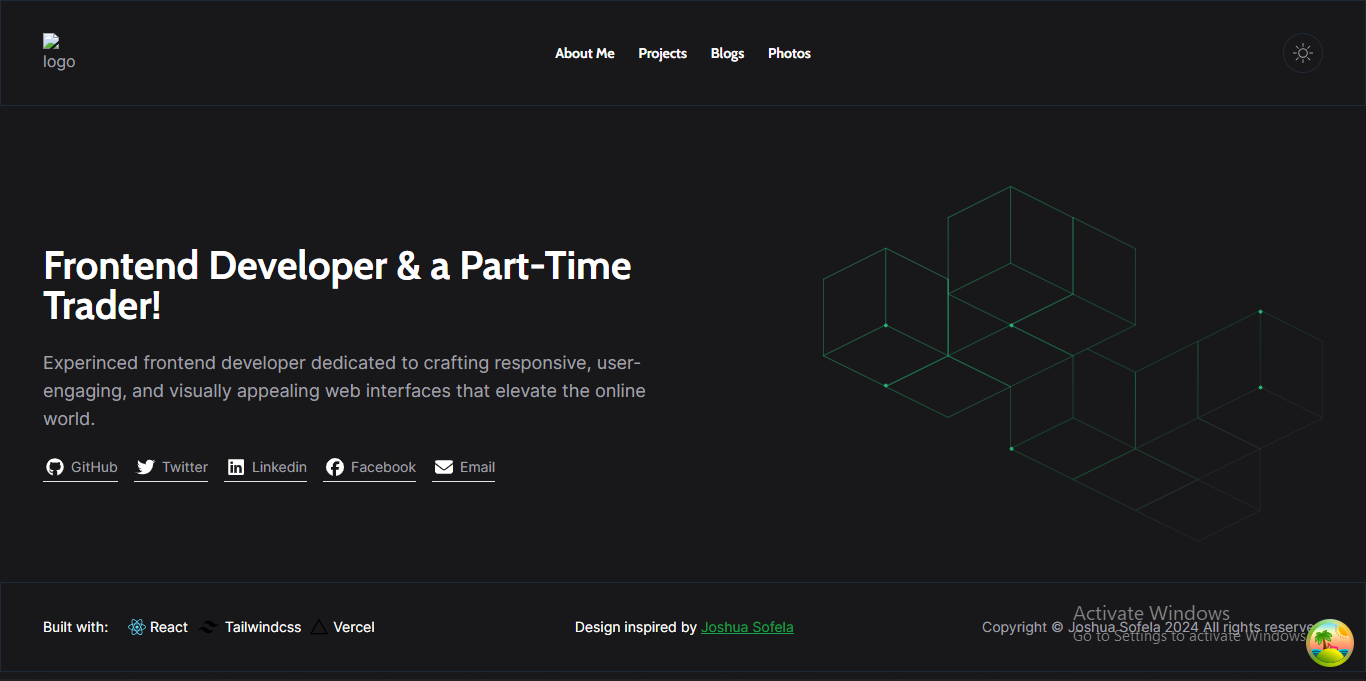 logo
About Me Projects Blogs Photos
Frontend Developer & a Part-Time
Trader!
Experinced frontend developer dedicated to crafting responsive, user-
engaging, and visually appealing web interfaces that elevate the online
world.
GitHub Twitter Linkedin Facebook Email
Built with: React Tailwindcss Vercel
Design inspired by Joshua Sofela
Copyright © Joshua Sofela 2024 All rights reserve
Activate Windows
Go to Settings to activate Windows